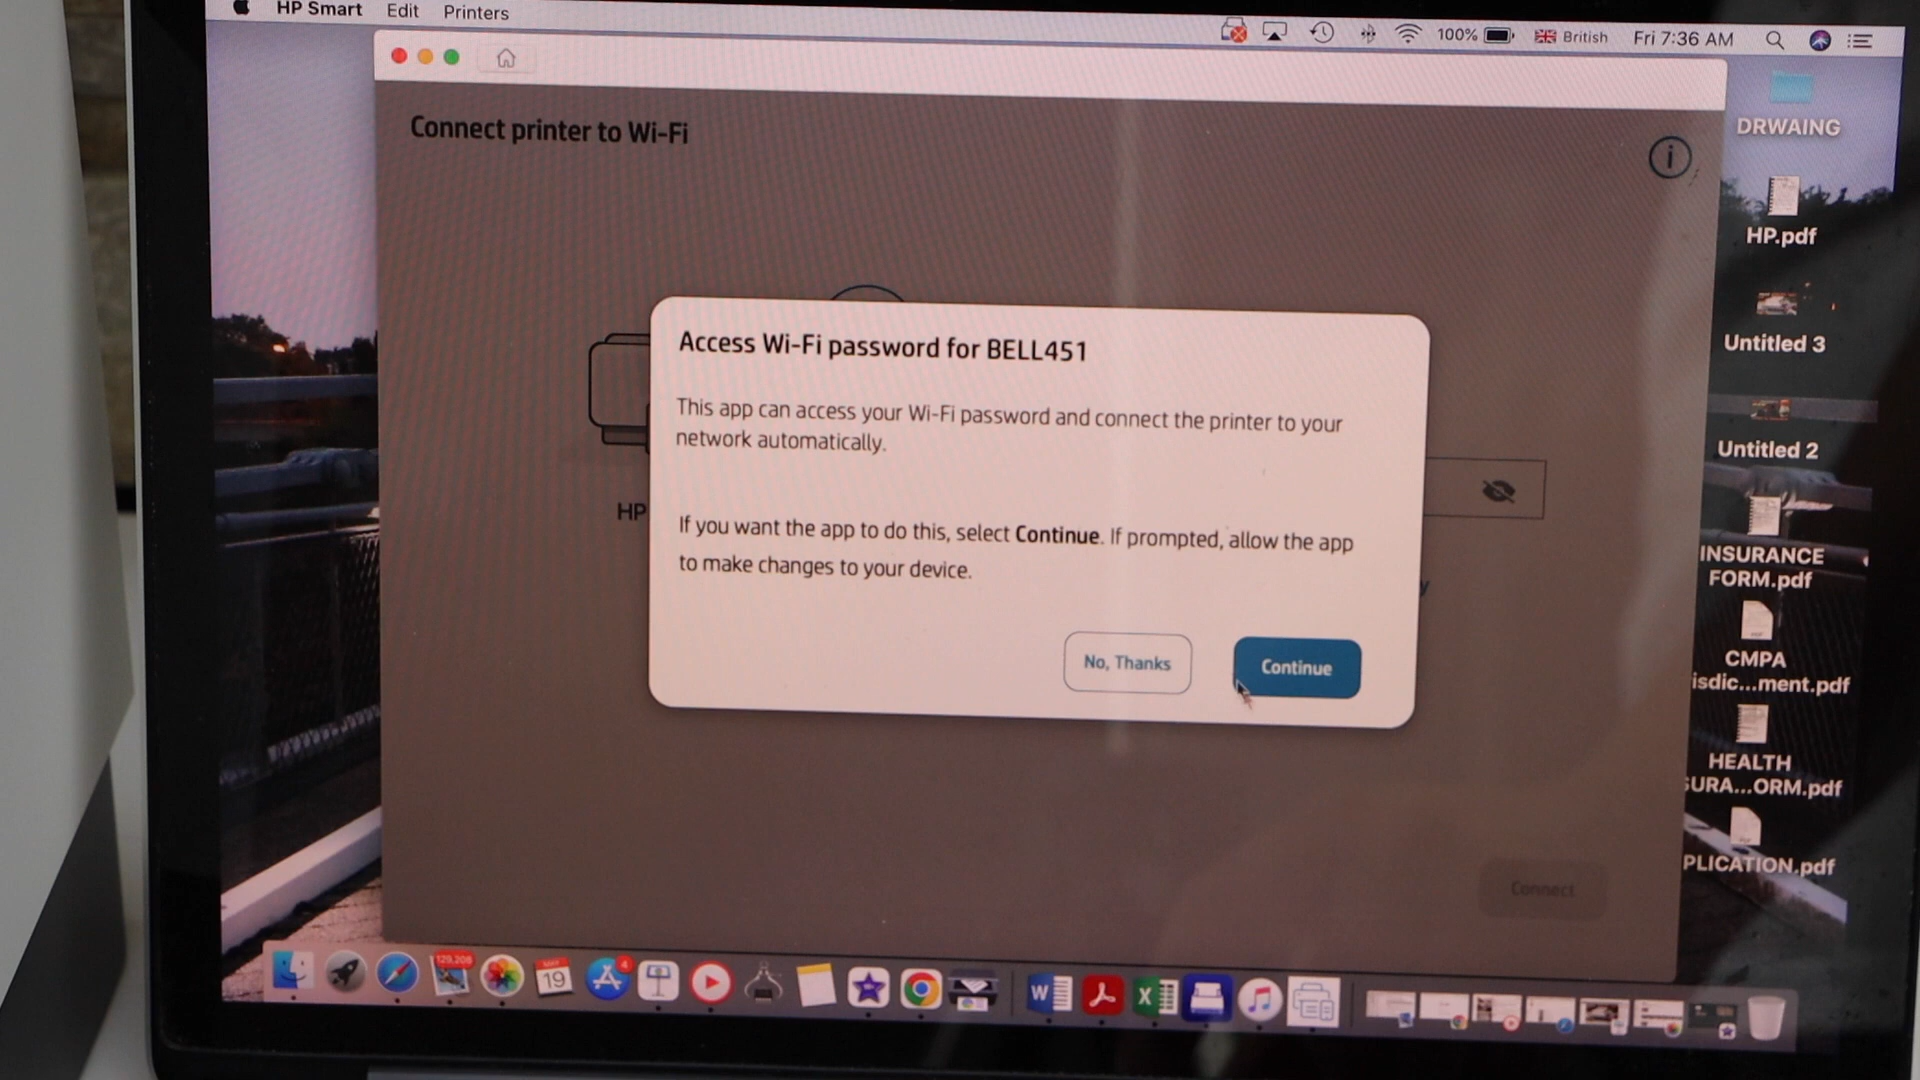 HP Smart Edit Printers
100% British Fri 7:36 AM
Connect printer to Wi-Fi
DRWAING
HP.pdf
Untitled 3
Untitled 2
INSURANCE
FORM.pdf
CMPA
isdic...ment.pdf
HEALTH
SURA...ORM.pdf
PLICATION.pdf
HP
Access Wi-Fi password for BELL451
This app can access your Wi-Fi password and connect the printer to your
network automatically.
If you want the app to do this, select Continue. If prompted, allow the app
to make changes to your device.
No, Thanks
Continue
Connect
129,208
19
4
W
X